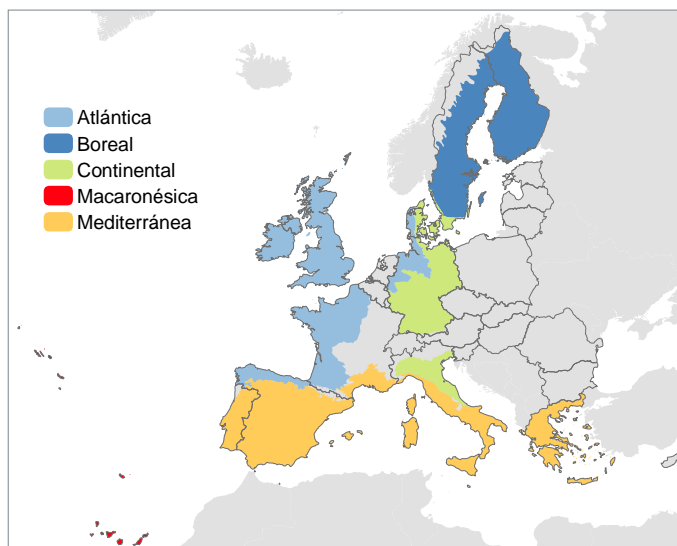 Atlántica
Boreal
Continental
Macaronésica
Mediterránea